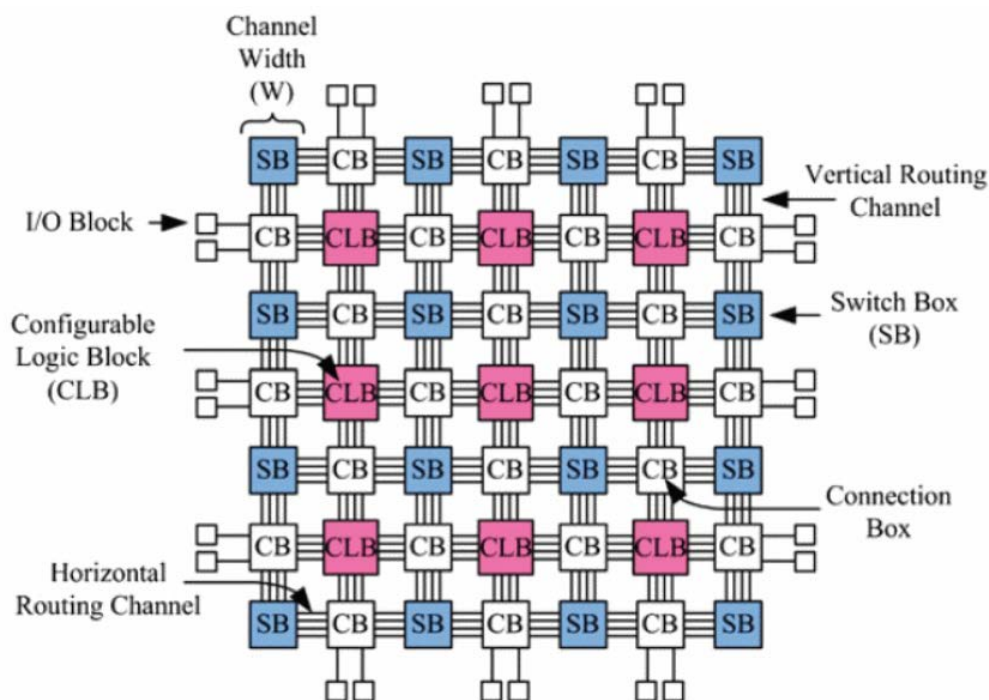 Channel
Width
(W)
SB CB SB CB SB CB SB
Vertical Routing
Channel
I/O Block
CB CLB CB CLB CB CLB CB
SB CB SB CB SB CB SB
Switch Box
(SB)
Configurable
Logic Block
(CLB)
CB CLB CB CLB CB CLB CB
SB CB SB CB SB CB SB
Connection
Box
CB CLB CB CLB CB CLB CB
Horizontal
Routing Channel
SB CB SB CB SB CB SB